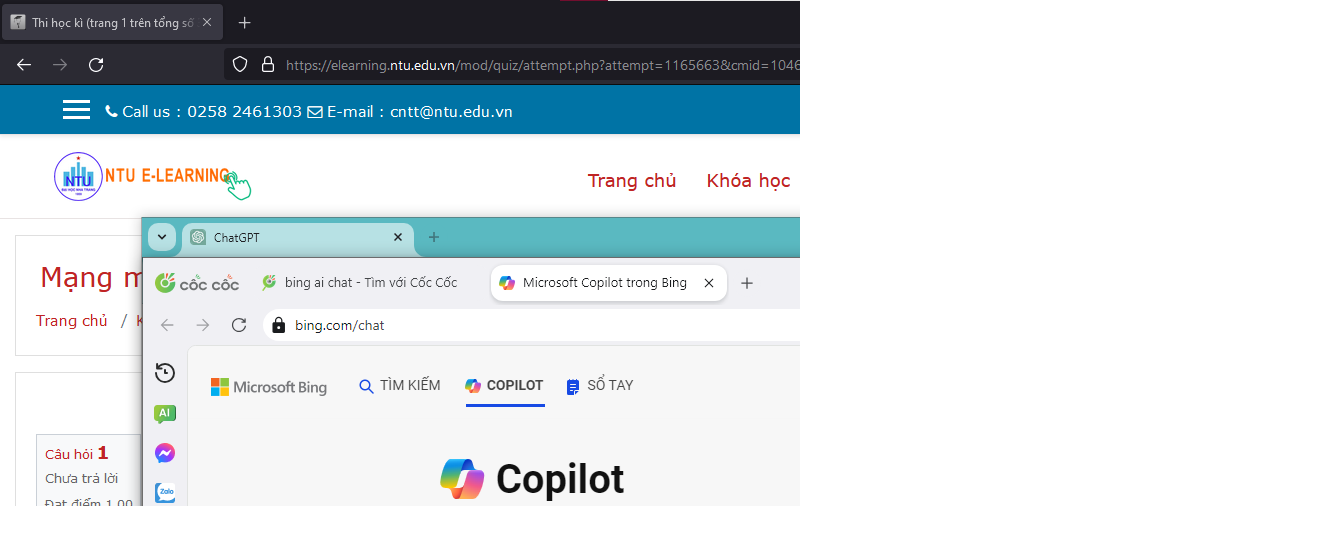 Thi học kì (trang 1 trên tổng số
https://elearning.ntu.edu.vn/mod/quiz/attempt.php?attempt=1165663&cmid=1046
Call us : 0258 2461303 E-mail : cntt@ntu.edu.vn
NTU
NTU E-LEARNING
Trang chủ Khóa học
ChatGPT
Mạng m
cốc cốc
bing ai chat - Tìm với Cốc Cốc
Microsoft Copilot trong Bing
Trang chủ / K
bing.com/chat
Microsoft Bing
TÌM KIẾM
COPILOT
SỔ TAY
AI
Câu hỏi 1
Chưa trả lời
Copilot
Zalo
Đạt điểm 1,00